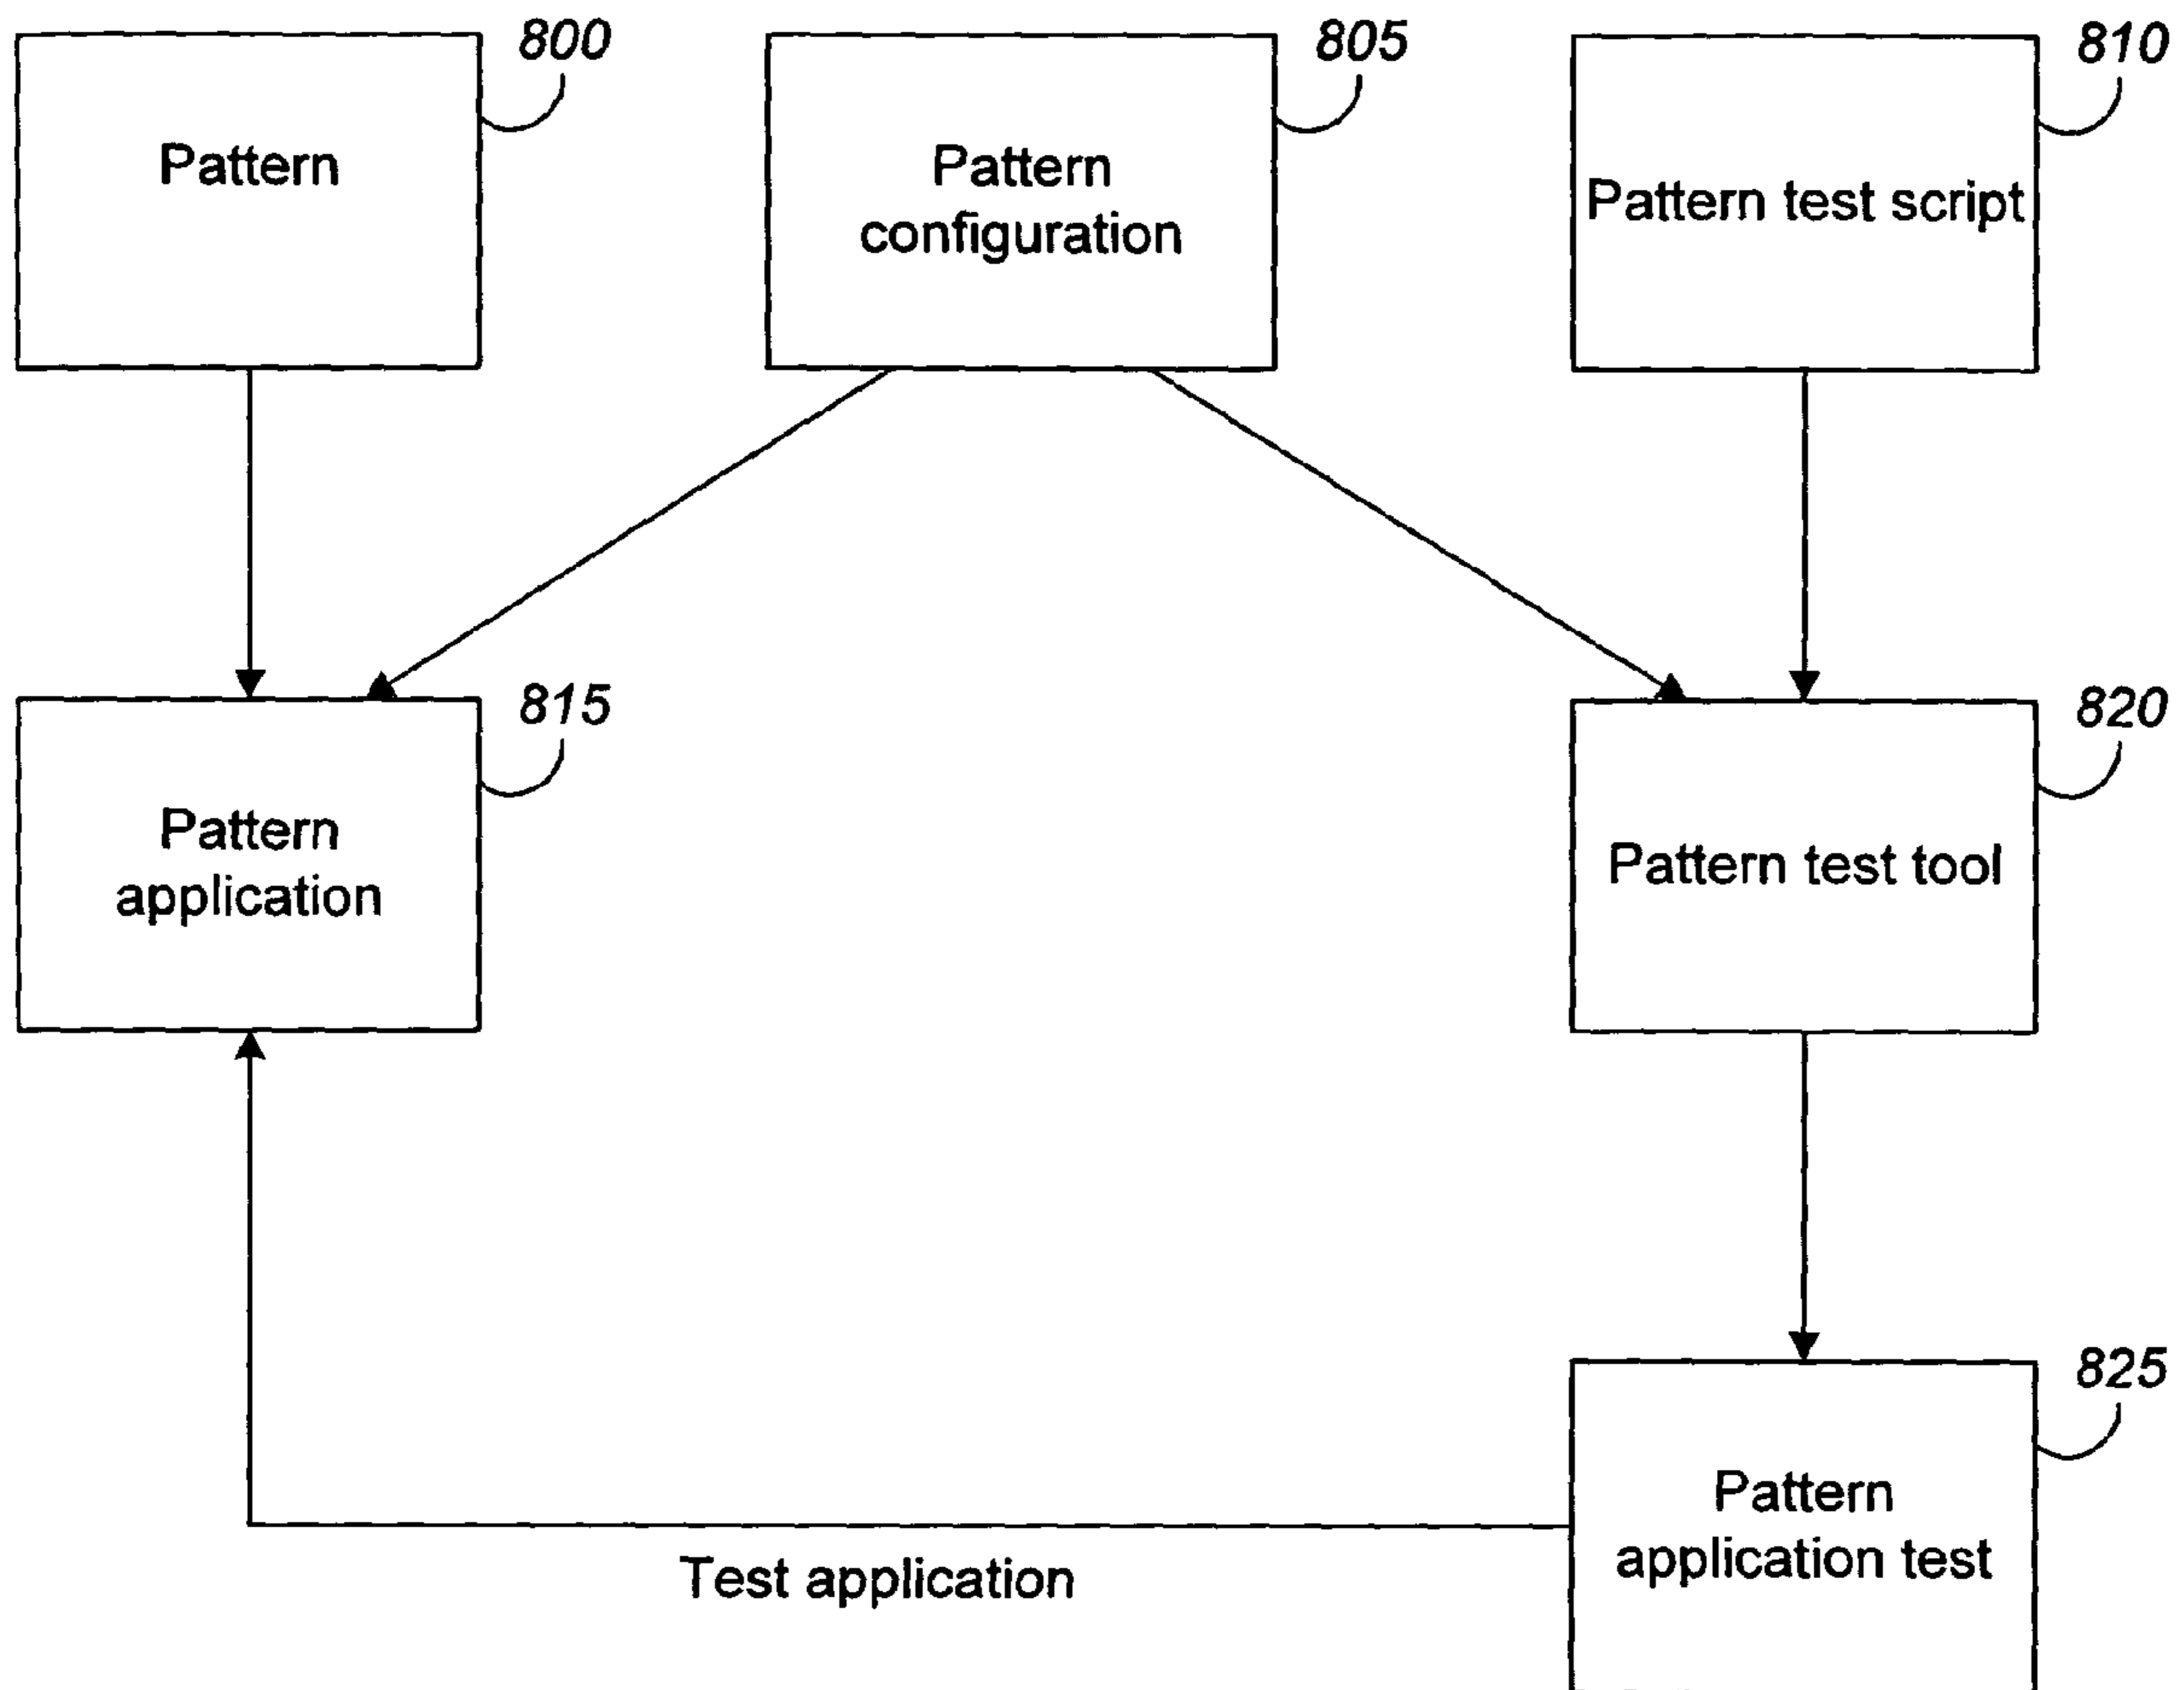 800
805
810
Pattern
Pattern
configuration
Pattern test script
815
820
Pattern
application
Pattern test tool
825
Pattern
application test
Test application